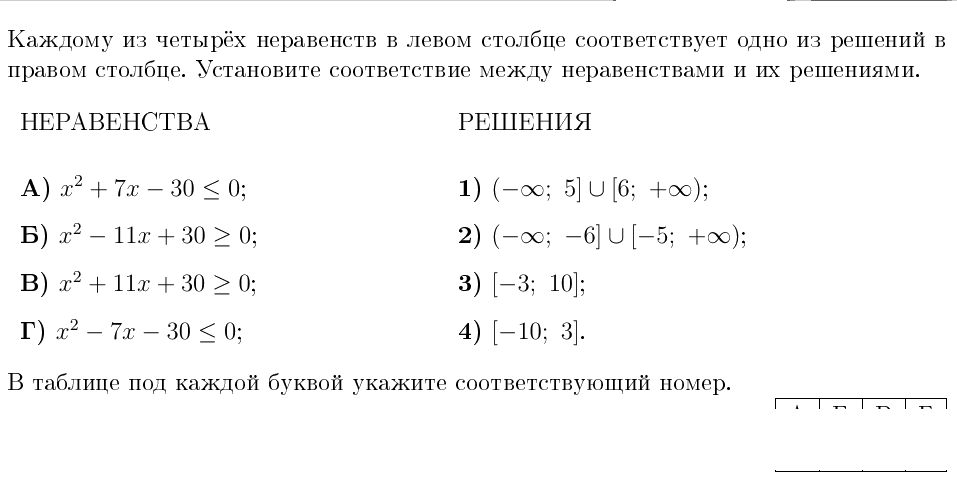 Каждому из четырёх неравенств в левом столбце соответствует одно из решений в
правом столбце. Установите соответствие между неравенствами и их решениями.
НЕРАВЕНСТВА РЕШЕНИЯ
А) x² + 7x − 30 ≤ 0; 1) (−∞; 5] ∪ [6; +∞);
Б) x² − 11x + 30 ≥ 0; 2) (−∞; −6] ∪ [−5; +∞);
В) x² + 11x + 30 ≥ 0; 3) [−3; 10];
Г) x² − 7x − 30 ≤ 0; 4) [−10; 3].
В таблице под каждой буквой укажите соответствующий номер.